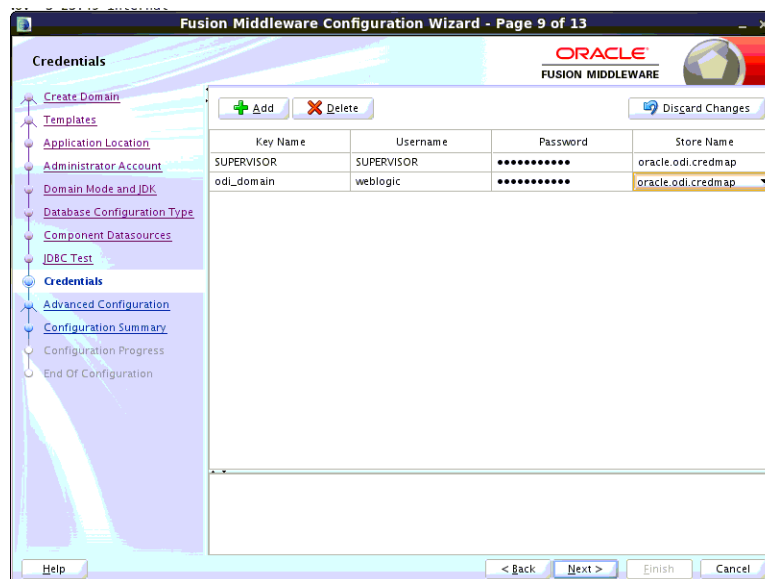 Fusion Middleware Configuration Wizard - Page 9 of 13
Credentials
ORACLE
FUSION MIDDLEWARE
Create Domain
Templates
Application Location
Administrator Account
Domain Mode and JDK
Database Configuration Type
Component Datasources
JDBC Test
Credentials
Advanced Configuration
Configuration Summary
Configuration Progress
End Of Configuration
Add Delete Discard Changes
Key Name Username Password Store Name
SUPERVISOR SUPERVISOR ●●●●●●●●●●● oracle.odi.credmap
odi_domain weblogic ●●●●●●●●●●● oracle.odi.credmap
Help < Back Next > Finish Cancel